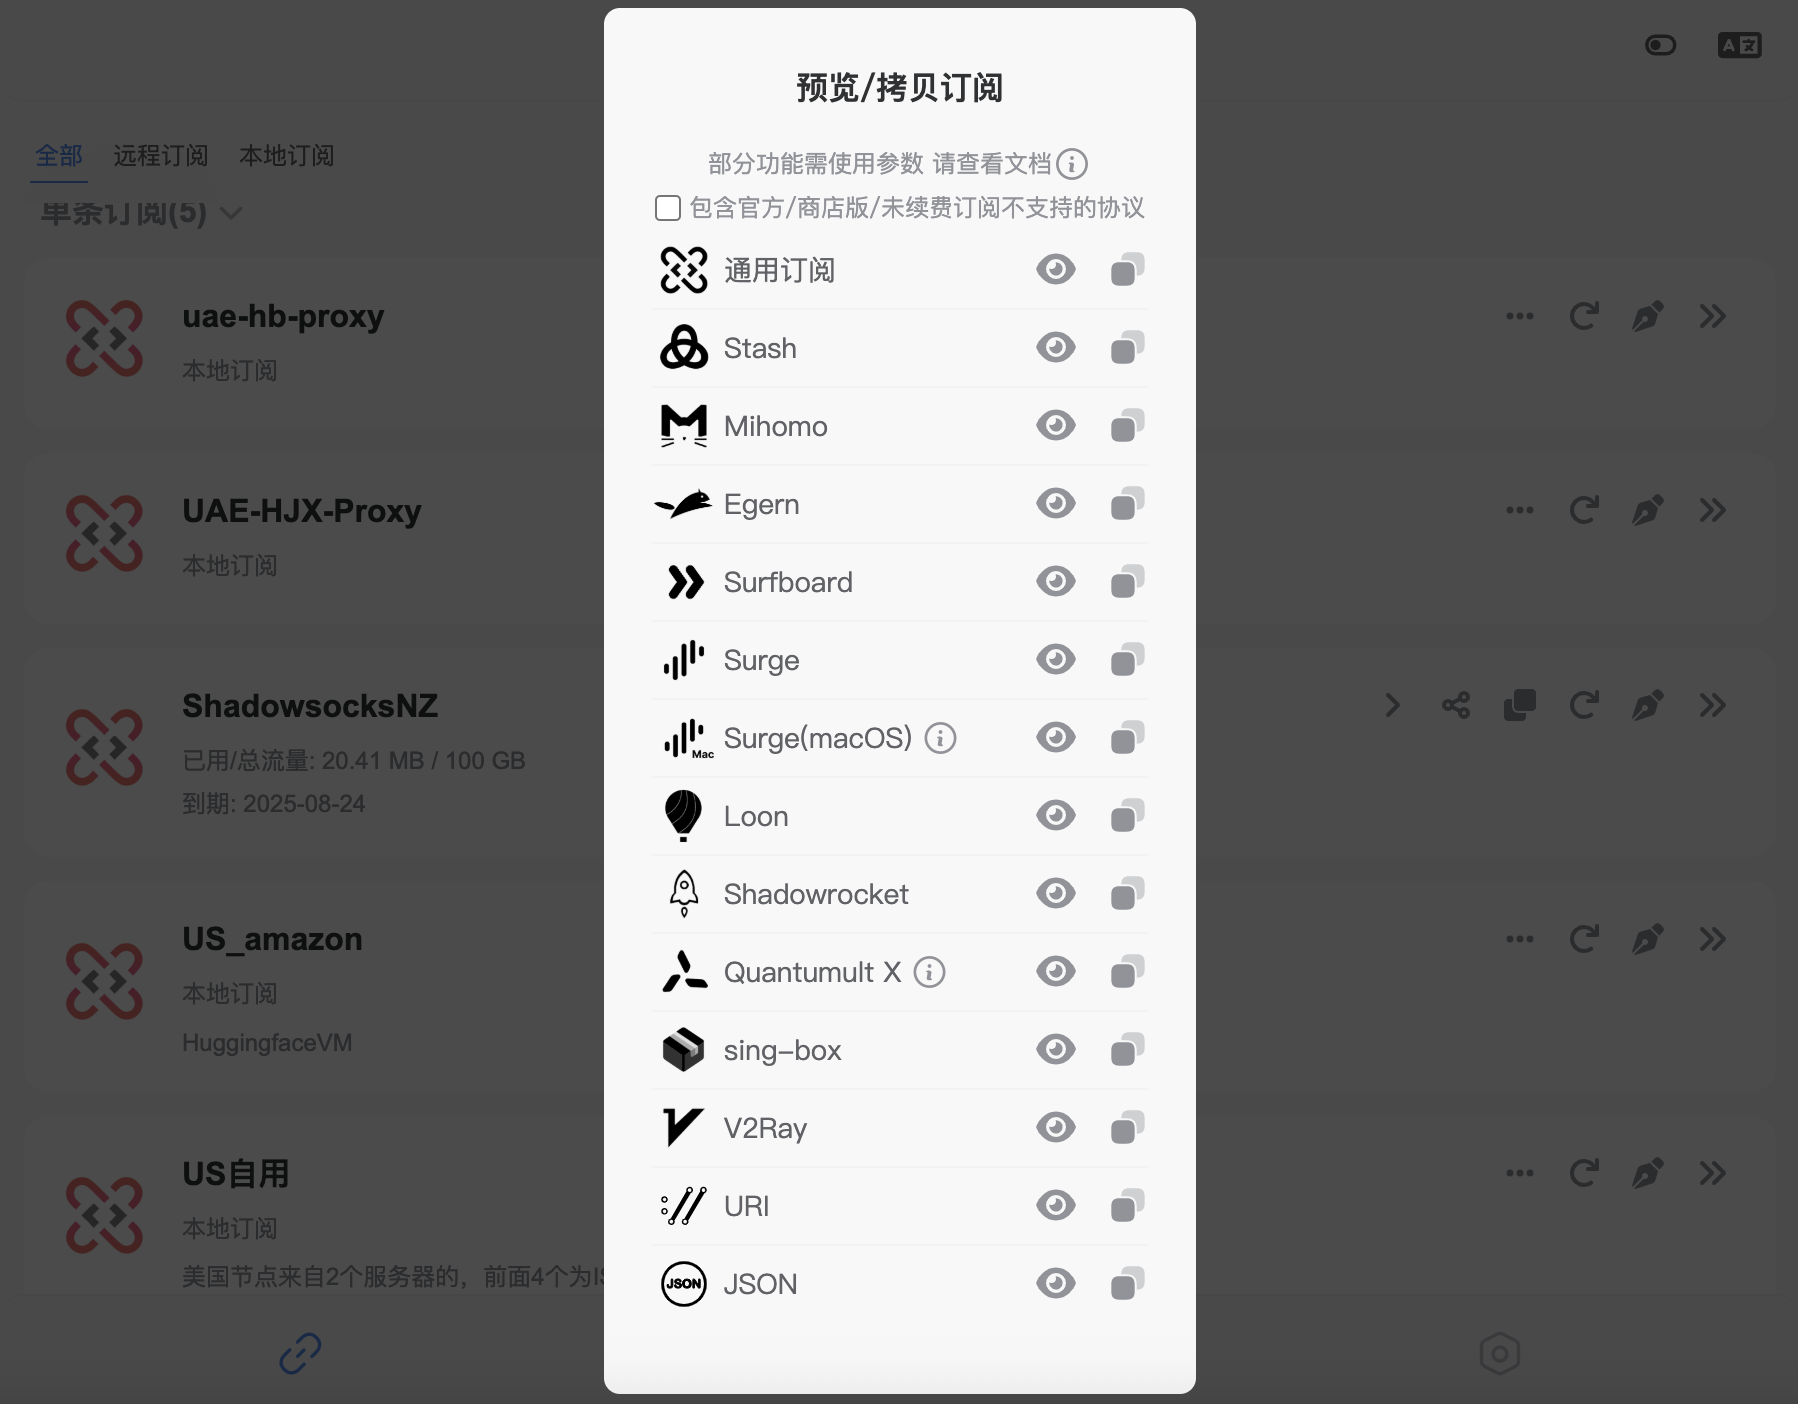 预览/拷贝订阅
部分功能需使用参数 请查看文档
包含官方/商店版/未续费订阅不支持的协议
通用订阅
Stash
Mihomo
Egern
Surfboard
Surge
Mac
Surge(macOS)
Loon
Shadowrocket
Quantumult X
sing-box
V2Ray
URI
JSON
JSON
A 文
全部 远程订阅 本地订阅
单条订阅(5)
uae-hb-proxy
本地订阅
UAE-HJX-Proxy
本地订阅
ShadowsocksNZ
已用/总流量: 20.41 MB / 100 GB
到期: 2025-08-24
US_amazon
本地订阅
HuggingfaceVM
US自用
本地订阅
美国节点来自2个服务器的，前面4个为